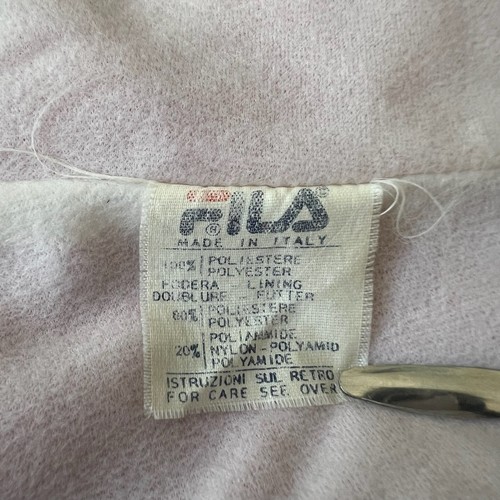 FILA®
MADE IN ITALY
100% POLIESTERE
POLYESTER
FODERA - LINING
DOUBLURE - FUTTER
80% POLIESTERE
POLYESTER
POLIAMMIDE
20% NYLON-POLYAMID
POLYAMIDE
ISTRUZIONI SUL RETRO
FOR CARE SEE OVER